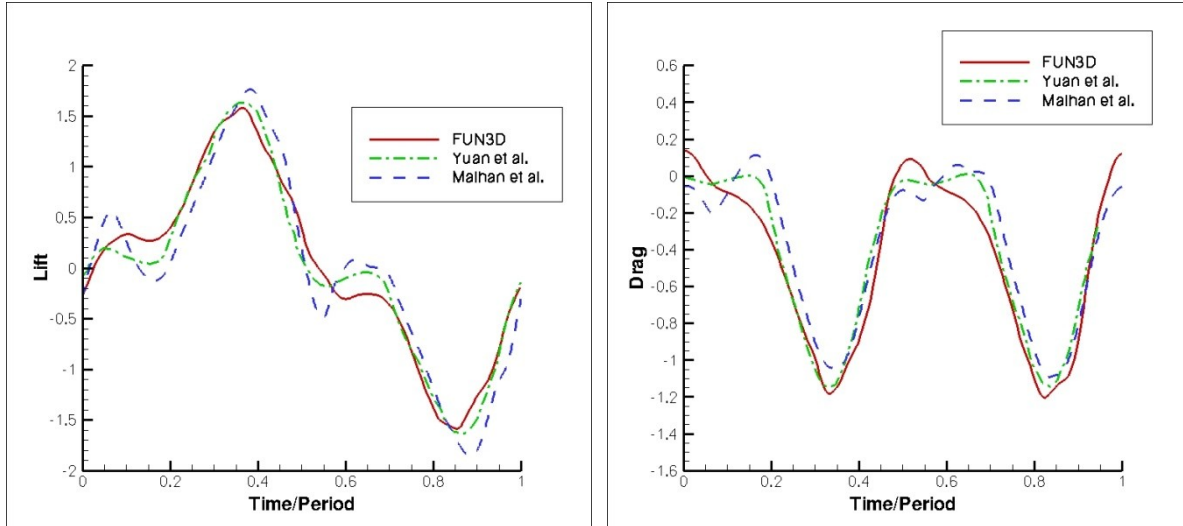 2
1.5
1
0.5
0
-0.5
-1
-1.5
-2
Lift
FUN3D
Yuan et al.
Malhan et al.
0 0.2 0.4 0.6 0.8 1
Time/Period
0.6
0.4
0.2
0
-0.2
-0.4
-0.6
-0.8
-1
-1.2
-1.4
-1.6
Drag
FUN3D
Yuan et al.
Malhan et al.
0 0.2 0.4 0.6 0.8 1
Time/Period